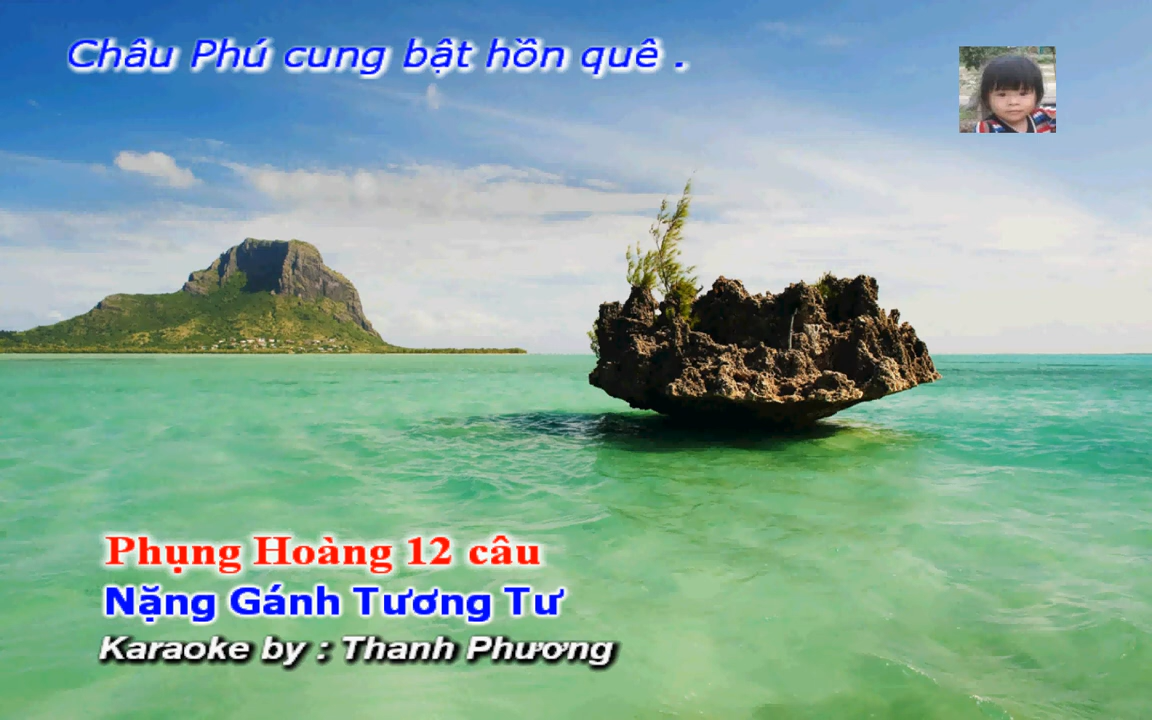 Châu Phú cung bật hồn quê .
Phụng Hoàng 12 câu
Nặng Gánh Tương Tư
Karaoke by : Thanh Phương